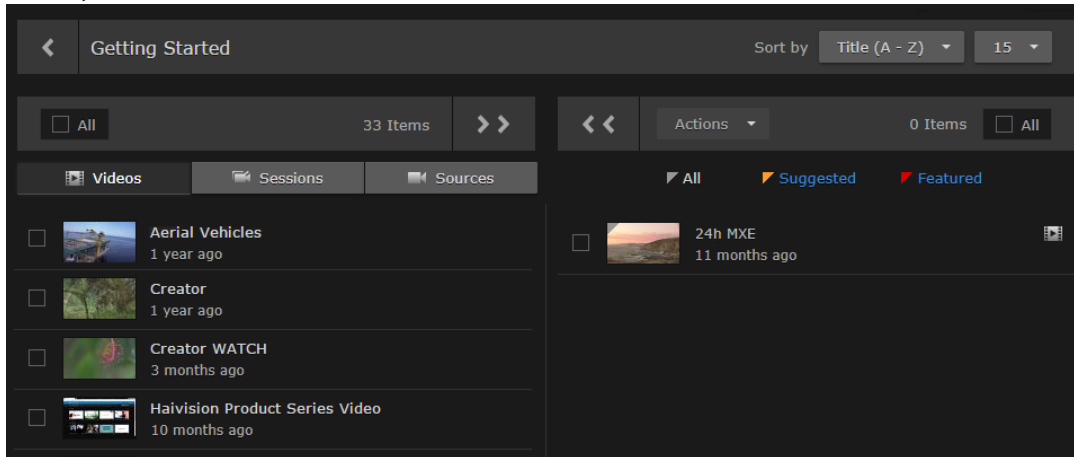 Getting Started
Sort by Title (A - Z) 15
All 33 Items
Actions 0 Items All
Videos Sessions Sources
All Suggested Featured
Aerial Vehicles
1 year ago
Creator
1 year ago
Creator WATCH
3 months ago
Haivision Product Series Video
10 months ago
24h MXE
11 months ago